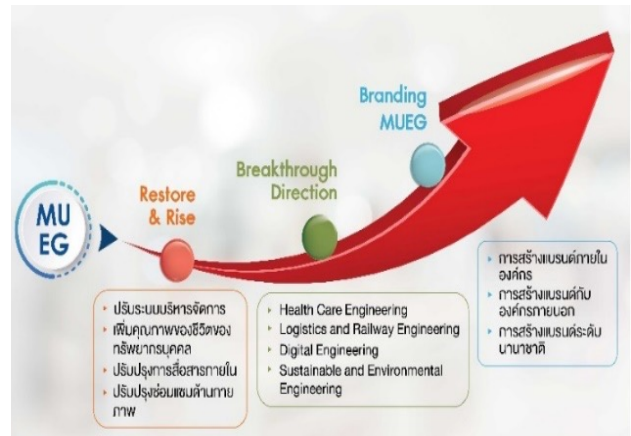 MU
EG
Restore
& Rise
Breakthrough
Direction
Branding
MUEG
ปรับระบบบริหารจัดการ
เพิ่มคุณภาพของชีวิตของ
ทรัพยากรบุคคล
ปรับปรุงการสื่อสารภายใน
ปรับปรุงซ่อมแซมด้านกาย
ภาพ
Health Care Engineering
Logistics and Railway Engineering
Digital Engineering
Sustainable and Environmental
Engineering
การสร้างแบรนด์ภายใน
องค์กร
การสร้างแบรนด์กับ
องค์กรภายนอก
การสร้างแบรนด์ระดับ
นานาชาติ